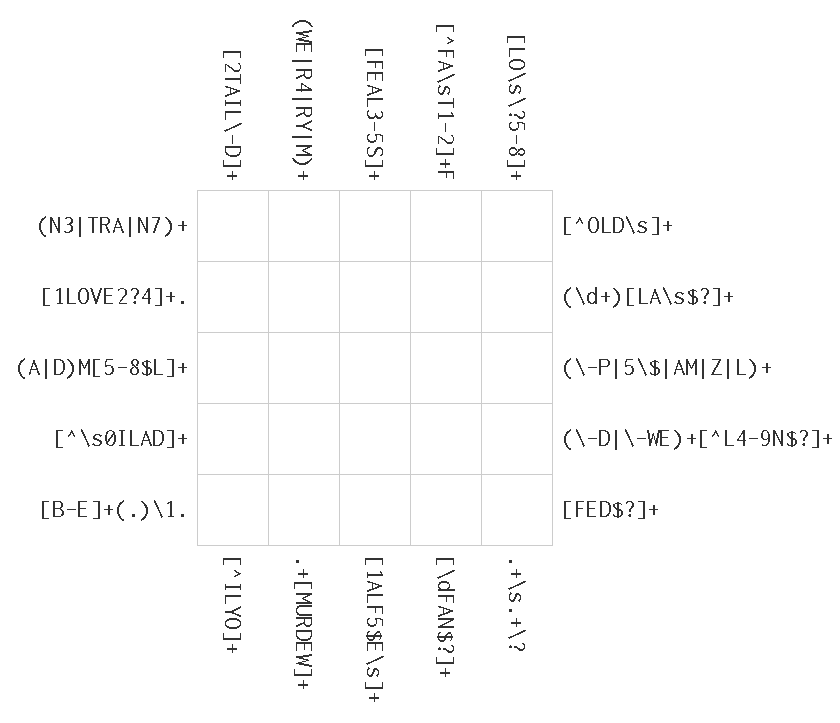 [2TAIL\-D]+
(WE|R4|RY|M)+
[FEAL3-5S]+
[^FA\sT1-2]+F
[LO\s\?5-8]+
(N3|TRA|N7)+
[^OLD\s]+
[1LOVE2?4]+.
(\d+)[LA\s$?]+
(A|D)M[5-8$L]+
(\-P|5\$|AM|Z|L)+
[^\s0ILAD]+
(\-D|\-WE)+[^L4-9N$?]+
[B-E]+(.)\1.
[FED$?]+
[^ILYO]+
.+[MURDEW]+
[1ALF5$E\s]+
[\dFAN$?]+
.+\s.+\?